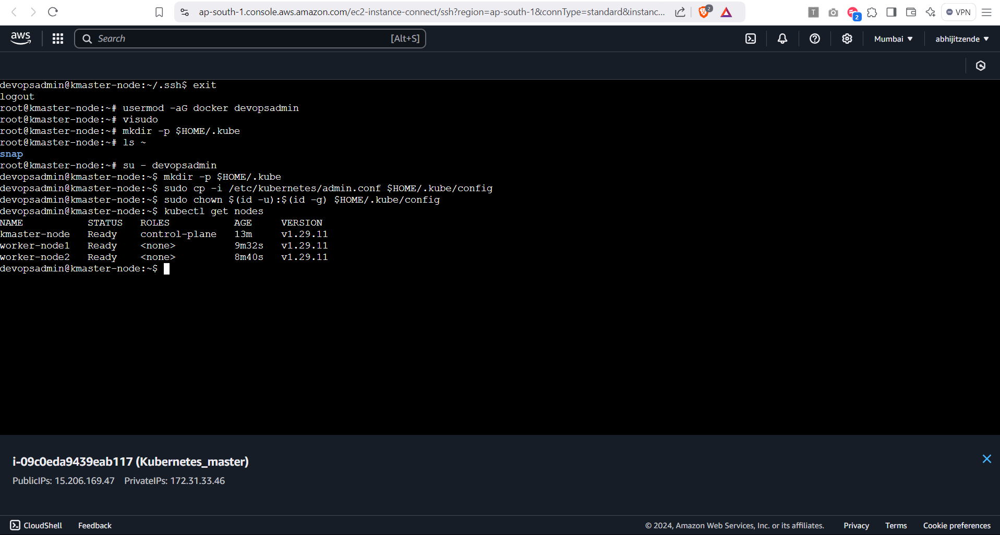 ap-south-1.console.aws.amazon.com/ec2-instance-connect/ssh?region=ap-south-1&connType=standard&instanc...
2
T
2
VPN
aws
Search
[Alt+S]
Mumbai
abhijitzende
devopsadmin@kmaster-node:~/.ssh$ exit
logout
root@kmaster-node:~# usermod -aG docker devopsadmin
root@kmaster-node:~# visudo
root@kmaster-node:~# mkdir -p $HOME/.kube
root@kmaster-node:~# ls ~
snap
root@kmaster-node:~# su - devopsadmin
devopsadmin@kmaster-node:~$ mkdir -p $HOME/.kube
devopsadmin@kmaster-node:~$ sudo cp -i /etc/kubernetes/admin.conf $HOME/.kube/config
devopsadmin@kmaster-node:~$ sudo chown $(id -u):$(id -g) $HOME/.kube/config
devopsadmin@kmaster-node:~$ kubectl get nodes
NAME STATUS ROLES AGE VERSION
kmaster-node Ready control-plane 13m v1.29.11
worker-node1 Ready <none> 9m32s v1.29.11
worker-node2 Ready <none> 8m40s v1.29.11
devopsadmin@kmaster-node:~$
i-09c0eda9439eab117 (Kubernetes_master)
PublicIPs: 15.206.169.47 PrivateIPs: 172.31.33.46
CloudShell Feedback © 2024, Amazon Web Services, Inc. or its affiliates. Privacy Terms Cookie preferences